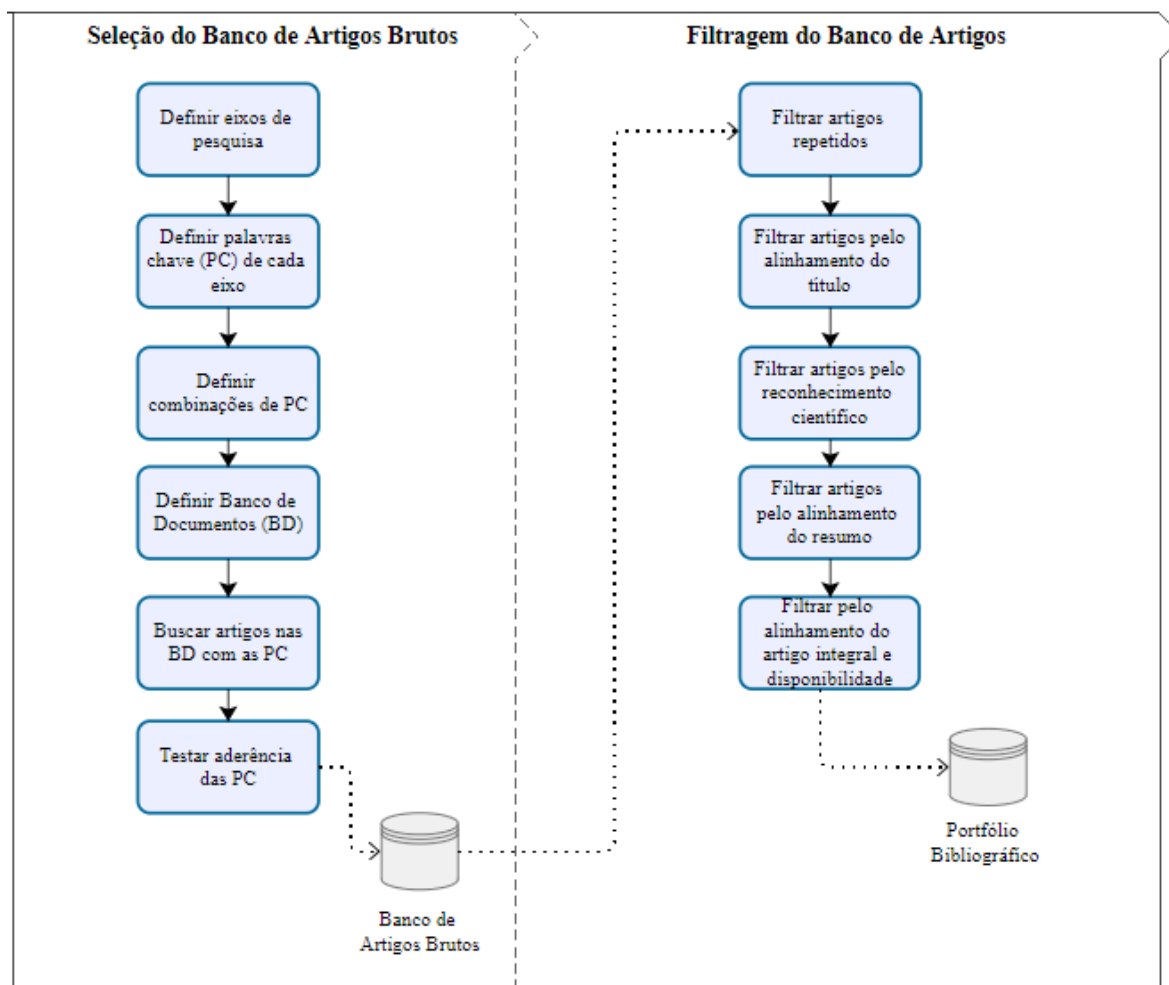 Seleção do Banco de Artigos Brutos
Definir eixos de
pesquisa
Definir palavras
chave (PC) de cada
eixo
Definir
combinações de PC
Definir Banco de
Documentos (BD)
Buscar artigos nas
BD com as PC
Testar aderência
das PC
Banco de
Artigos Brutos
Filtragem do Banco de Artigos
Filtrar artigos
repetidos
Filtrar artigos pelo
alinhamento do
título
Filtrar artigos pelo
reconhecimento
científico
Filtrar artigos
pelo alinhamento
do resumo
Filtrar pelo
alinhamento do
artigo integral e
disponibilidade
Portfólio
Bibliográfico